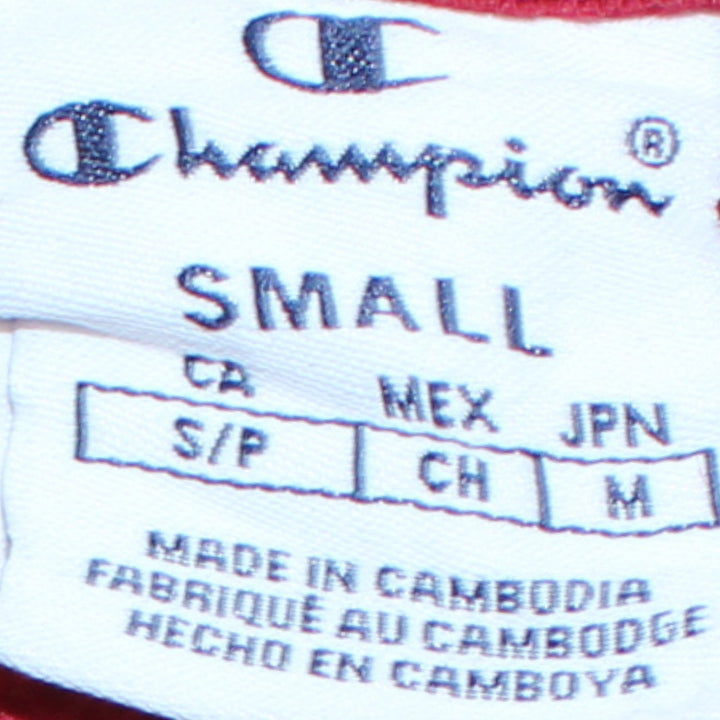 Champion®
SMALL
CA MEX JPN
S/P CH M
MADE IN CAMBODIA
FABRIQUÉ AU CAMBODGE
HECHO EN CAMBOYA